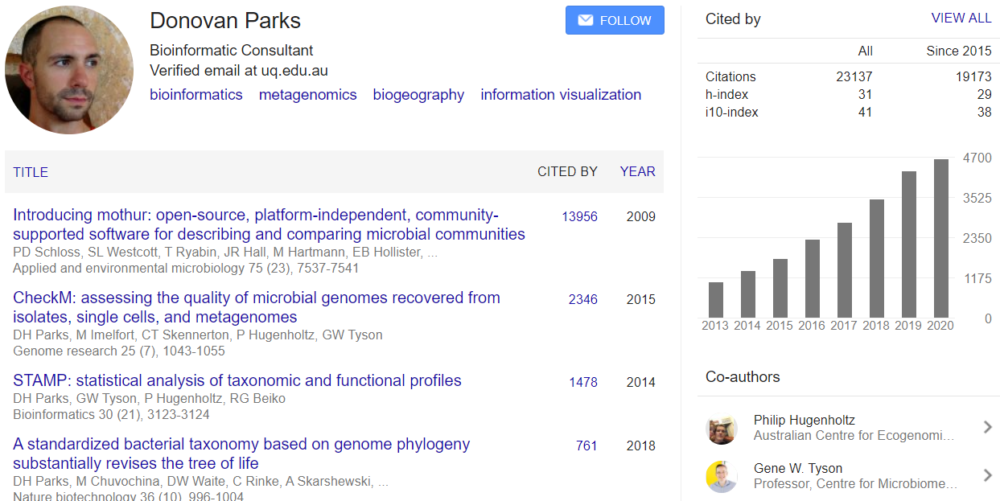 Donovan Parks
FOLLOW
Bioinformatic Consultant
Verified email at uq.edu.au
bioinformatics metagenomics biogeography information visualization
TITLE CITED BY YEAR
Introducing mothur: open-source, platform-independent, community- 13956 2009
supported software for describing and comparing microbial communities
PD Schloss, SL Westcott, T Ryabin, JR Hall, M Hartmann, EB Hollister, ...
Applied and environmental microbiology 75 (23), 7537-7541
CheckM: assessing the quality of microbial genomes recovered from 2346 2015
isolates, single cells, and metagenomes
DH Parks, M Imelfort, CT Skennerton, P Hugenholtz, GW Tyson
Genome research 25 (7), 1043-1055
STAMP: statistical analysis of taxonomic and functional profiles 1478 2014
DH Parks, GW Tyson, P Hugenholtz, RG Beiko
Bioinformatics 30 (21), 3123-3124
A standardized bacterial taxonomy based on genome phylogeny 761 2018
substantially revises the tree of life
DH Parks, M Chuvochina, DW Waite, C Rinke, A Skarshewski, ...
Nature biotechnology 36 (10), 996-1004
Cited by VIEW ALL
All Since 2015
Citations 23137 19173
h-index 31 29
i10-index 41 38
4700
3525
2350
1175
0
2013 2014 2015 2016 2017 2018 2019 2020
Co-authors
Philip Hugenholtz
Australian Centre for Ecogenomi...
Gene W. Tyson
Professor, Centre for Microbiome...